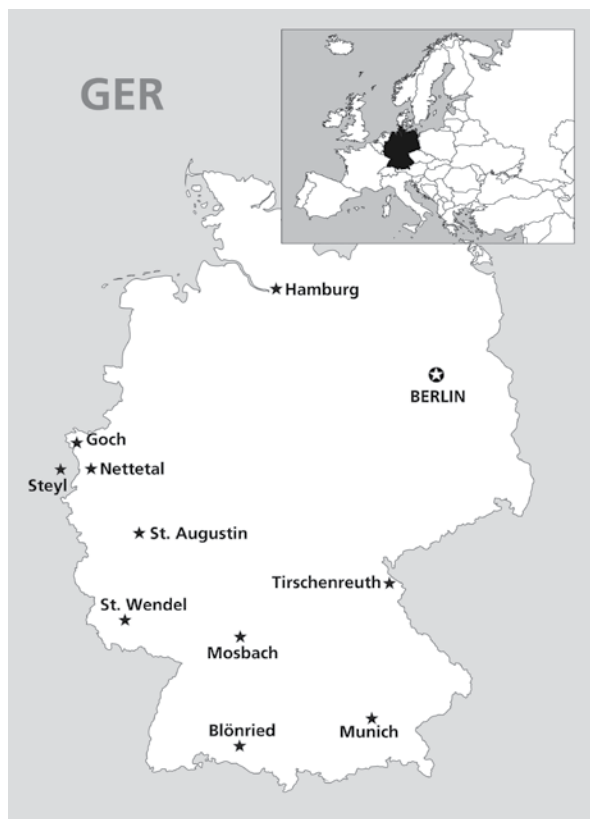 GER
Hamburg
BERLIN
Goch
Nettetal
Steyl
St. Augustin
Tirschenreuth
St. Wendel
Mosbach
Blönried
Munich